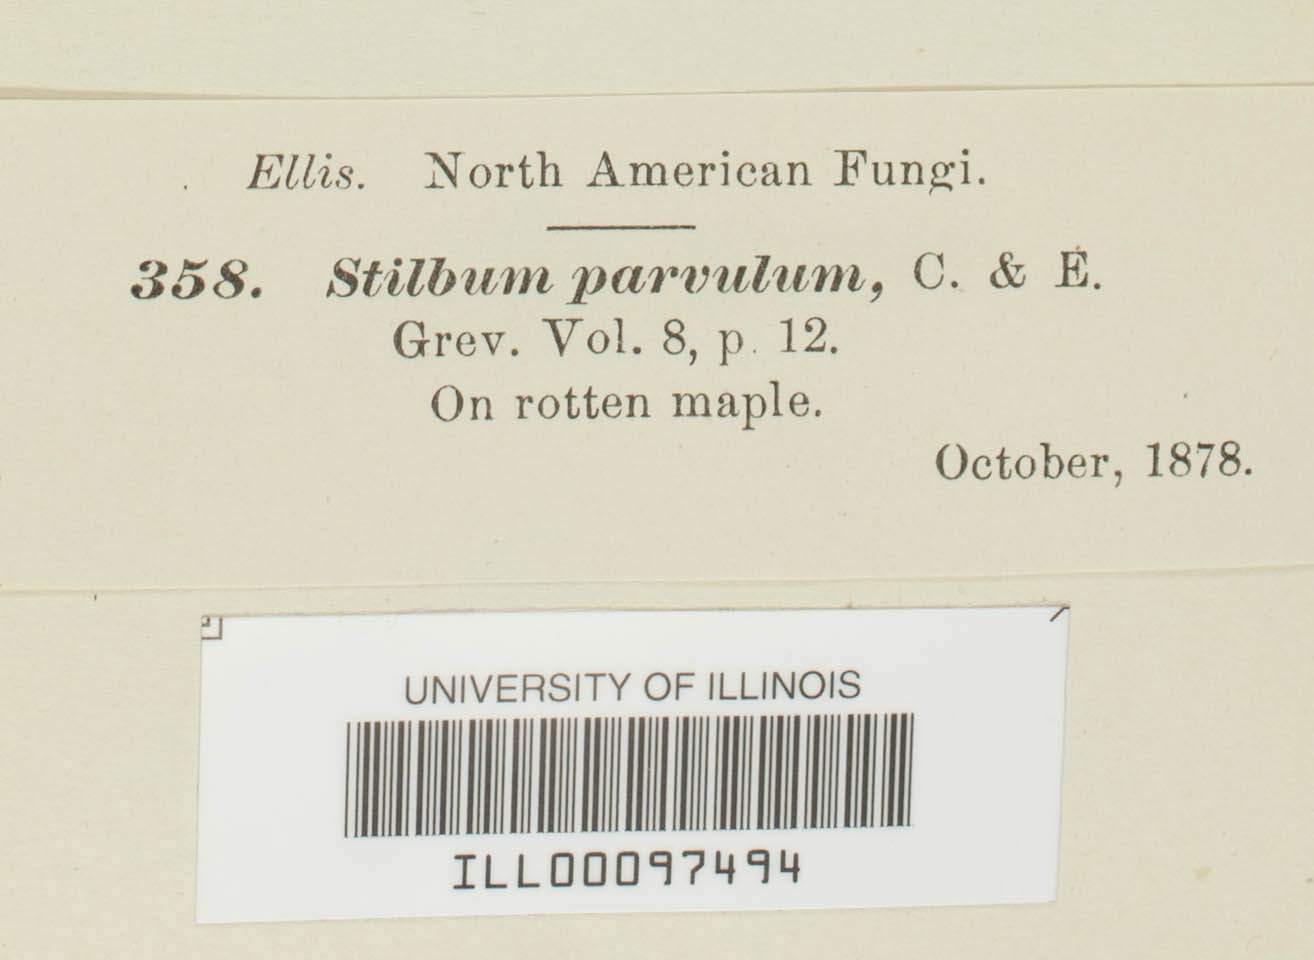 Ellis. North American Fungi.
358. Stilbum parvulum, C. & E.
Grev. Vol. 8, p. 12.
On rotten maple.
October, 1878.
UNIVERSITY OF ILLINOIS
ILL00097494